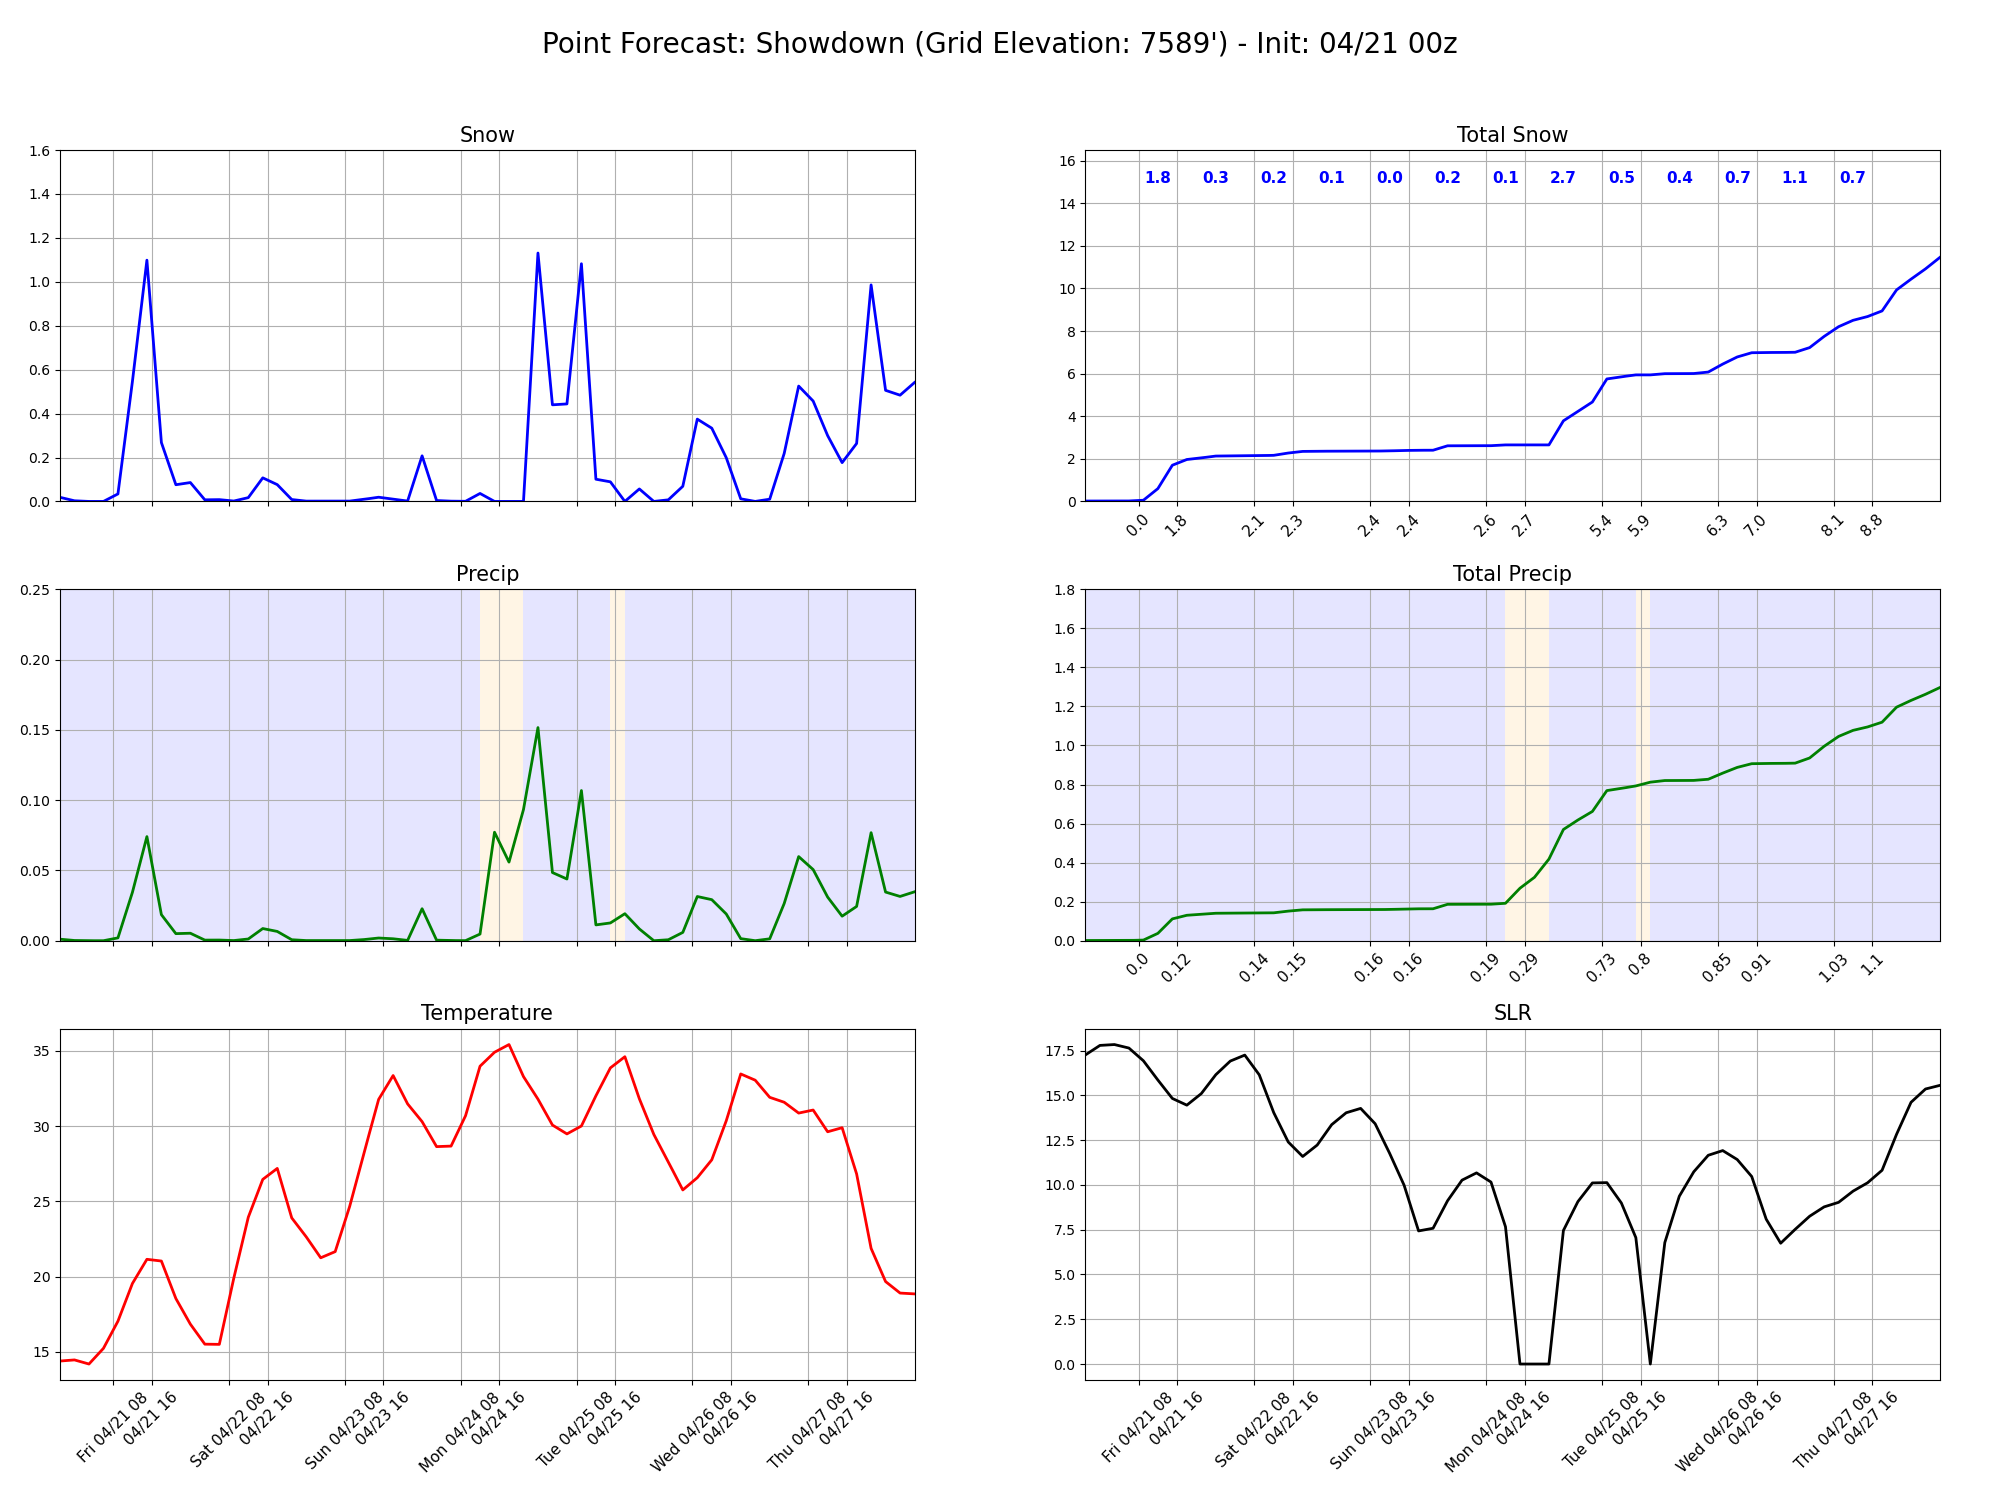 Point Forecast: Showdown (Grid Elevation: 7589') - Init: 04/21 00z
Snow
1.6
1.4
1.2
1.0
0.8
0.6
0.4
0.2
0.0
Total Snow
1.8 0.3 0.2 0.1 0.0 0.2 0.1 2.7 0.5 0.4 0.7 1.1 0.7
16
14
12
10
8
6
4
2
0
0.0 1.8 2.1 2.3 2.4 2.4 2.6 2.7 5.4 5.9 6.3 7.0 8.1 8.8
Precip
0.25
0.20
0.15
0.10
0.05
0.00
Total Precip
1.8
1.6
1.4
1.2
1.0
0.8
0.6
0.4
0.2
0.0
0.0 0.12 0.14 0.15 0.16 0.16 0.19 0.29 0.73 0.8 0.85 0.91 1.03 1.1
Temperature
35
30
25
20
15
Fri 04/21 08
04/21 16
Sat 04/22 08
04/22 16
Sun 04/23 08
04/23 16
Mon 04/24 08
04/24 16
Tue 04/25 08
04/25 16
Wed 04/26 08
04/26 16
Thu 04/27 08
04/27 16
SLR
17.5
15.0
12.5
10.0
7.5
5.0
2.5
0.0
Fri 04/21 08
04/21 16
Sat 04/22 08
04/22 16
Sun 04/23 08
04/23 16
Mon 04/24 08
04/24 16
Tue 04/25 08
04/25 16
Wed 04/26 08
04/26 16
Thu 04/27 08
04/27 16